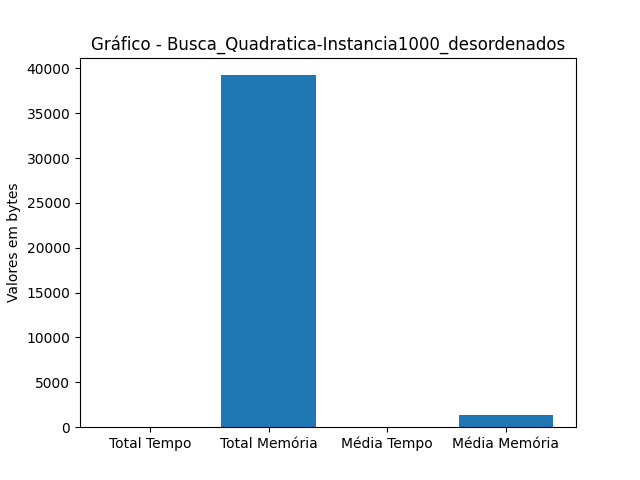 Gráfico - Busca_Quadratica-Instancia1000_desordenados
Valores em bytes
40000
35000
30000
25000
20000
15000
10000
5000
0
Total Tempo
Total Memória
Média Tempo
Média Memória